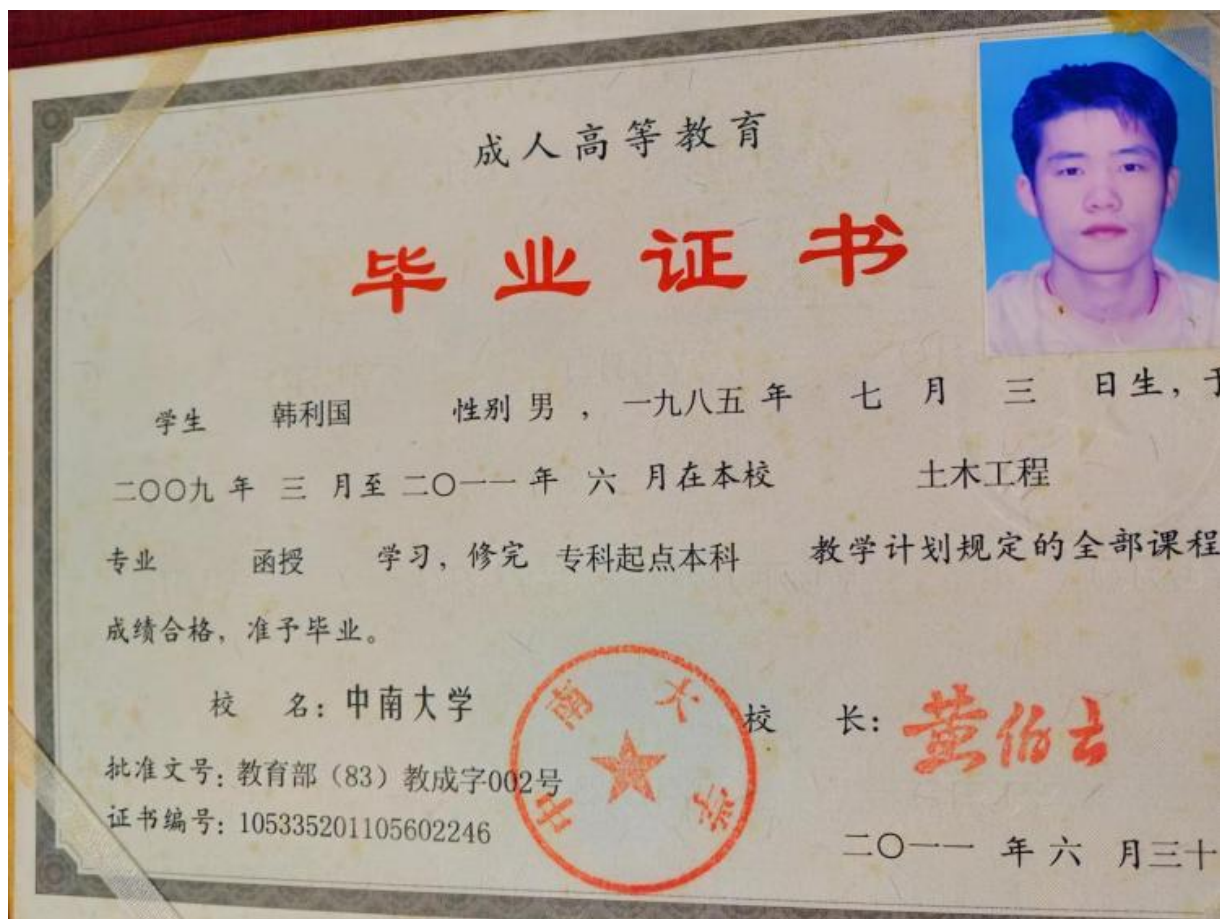 成人高等教育
毕业证书
学生 韩利国 性别 男 , 一九八五 年 七 月 三 日生, 于
二〇〇九 年 三 月至 二〇一一 年 六 月在本校 土木工程
专业 函授 学习, 修完 专科起点本科 教学计划规定的全部课程
成绩合格, 准予毕业。
校 名: 中南大学 校 长: 黄伯云
批准文号: 教育部（83）教成字002号
证书编号: 105335201105602246
二〇一一 年 六 月三十
中南大学